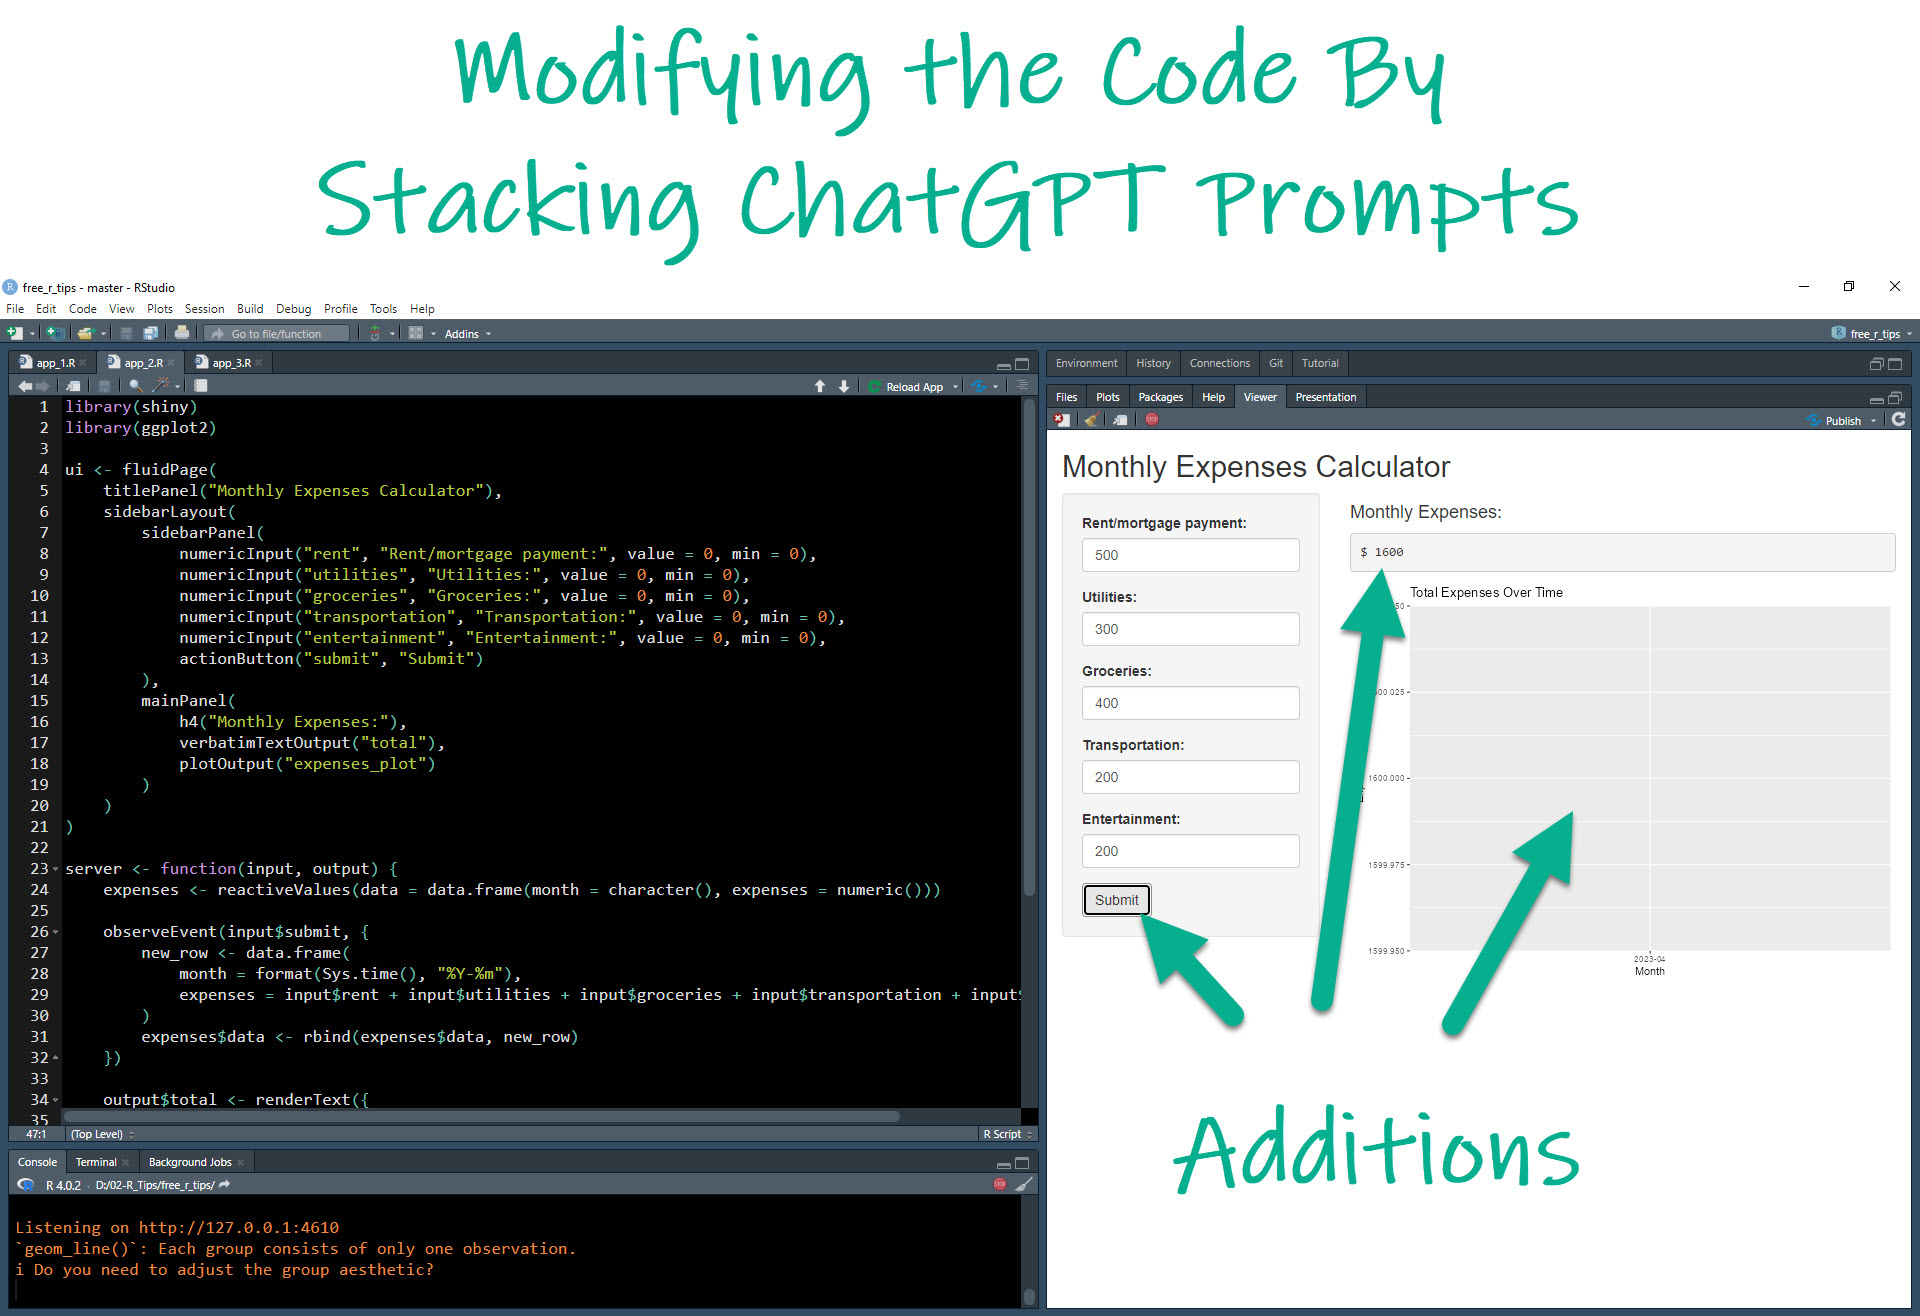 Modifying the Code By
Stacking ChatGPT Prompts
free_r_tips - master - RStudio
File Edit Code View Plots Session Build Debug Profile Tools Help
Go to file/function
Addins
free_r_tips
app_1.R
app_2.R
app_3.R
Reload App
1 library(shiny)
2 library(ggplot2)
3
4 ui <- fluidPage(
5 titlePanel("Monthly Expenses Calculator"),
6 sidebarLayout(
7 sidebarPanel(
8 numericInput("rent", "Rent/mortgage payment:", value = 0, min = 0),
9 numericInput("utilities", "Utilities:", value = 0, min = 0),
10 numericInput("groceries", "Groceries:", value = 0, min = 0),
11 numericInput("transportation", "Transportation:", value = 0, min = 0),
12 numericInput("entertainment", "Entertainment:", value = 0, min = 0),
13 actionButton("submit", "Submit")
14 ),
15 mainPanel(
16 h4("Monthly Expenses:"),
17 verbatimTextOutput("total"),
18 plotOutput("expenses_plot")
19 )
20 )
21 )
22
23 server <- function(input, output) {
24 expenses <- reactiveValues(data = data.frame(month = character(), expenses = numeric()))
25
26 observeEvent(input$submit, {
27 new_row <- data.frame(
28 month = format(Sys.time(), "%Y-%m"),
29 expenses = input$rent + input$utilities + input$groceries + input$transportation + input$
30 )
31 expenses$data <- rbind(expenses$data, new_row)
32 })
33
34 output$total <- renderText({
35
47:1 (Top Level) R Script
Console Terminal Background Jobs
R 4.0.2 · D:/02-R_Tips/free_r_tips/
Listening on http://127.0.0.1:4610
`geom_line()`: Each group consists of only one observation.
i Do you need to adjust the group aesthetic?
Environment History Connections Git Tutorial
Files Plots Packages Help Viewer Presentation
Publish
Monthly Expenses Calculator
Rent/mortgage payment:
500
Utilities:
300
Groceries:
400
Transportation:
200
Entertainment:
200
Submit
Monthly Expenses:
$ 1600
Total Expenses Over Time
1600.000
1599.975
1599.950
2023-04
Month
Additions